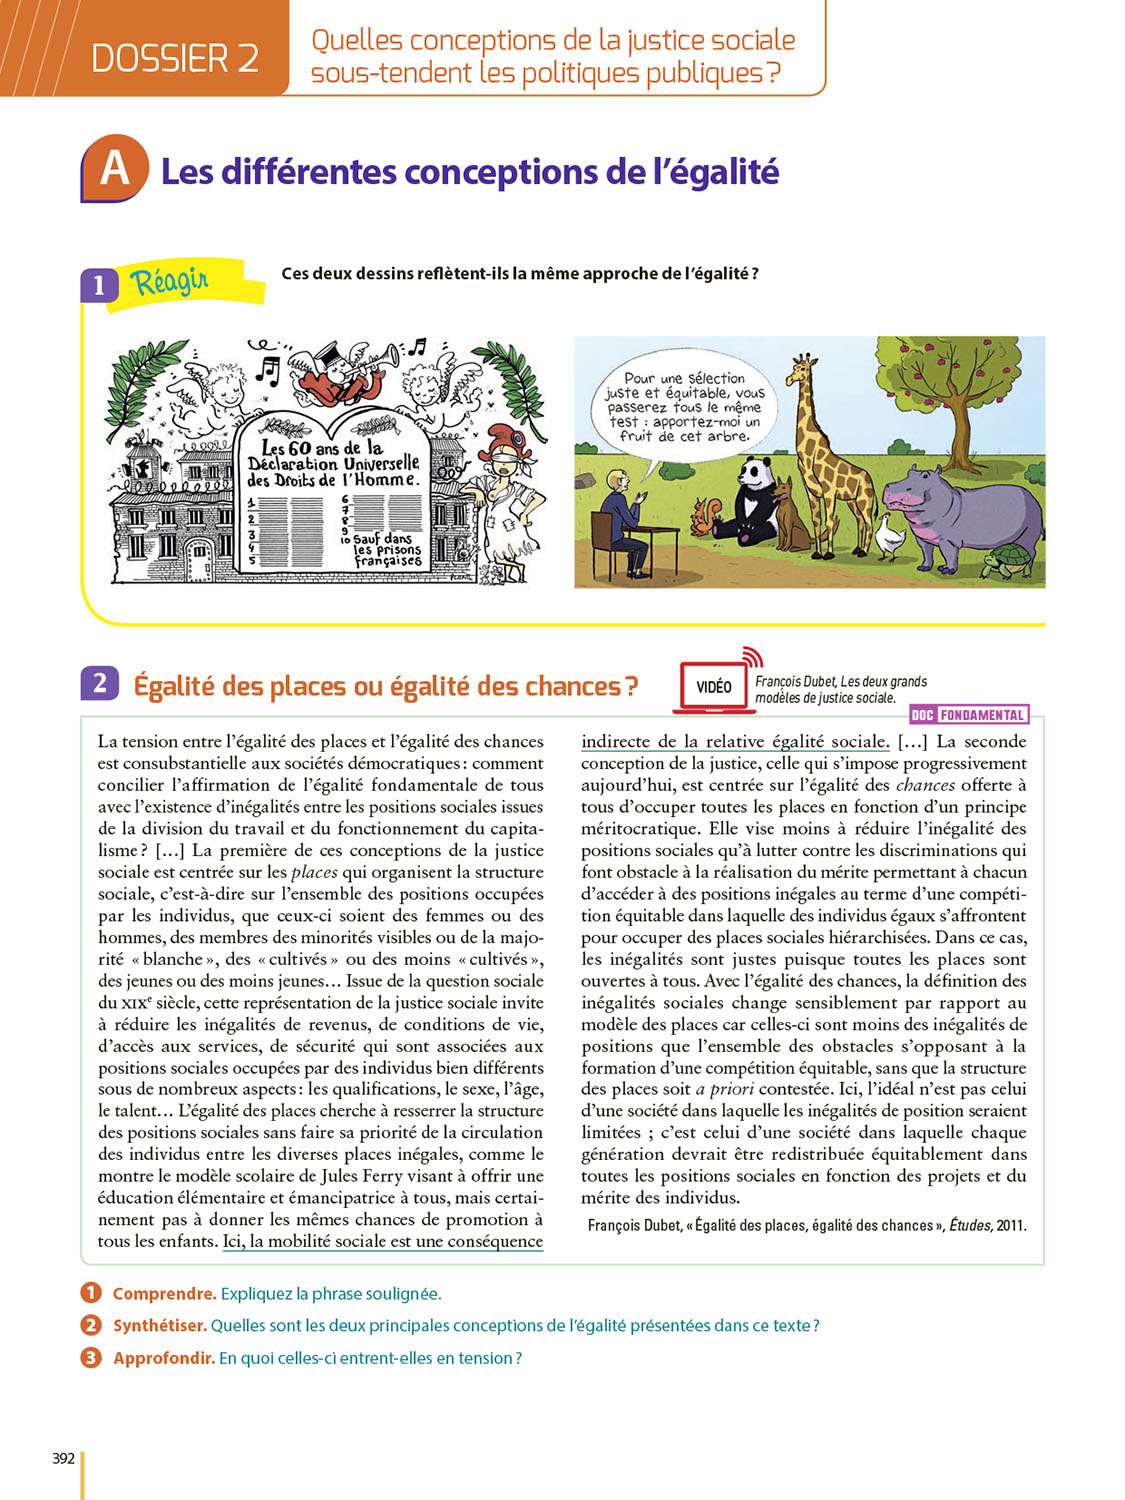 DOSSIER 2
Quelles conceptions de la justice sociale
sous-tendent les politiques publiques ?
A
Les différentes conceptions de l'égalité
1
Réagir
Ces deux dessins reflètent-ils la même approche de l'égalité ?
Les 60 ans de la
Déclaration Universelle
des Droits de l'Homme.
1
2
3
4
5
6
7
8
9
10 Sauf dans
les prisons
françaises
Pour une sélection
juste et équitable, vous
passerez tous le même
test : apportez-moi un
fruit de cet arbre.
2
Égalité des places ou égalité des chances ?
VIDÉO
François Dubet, Les deux grands
modèles de justice sociale.
DOC FONDAMENTAL
La tension entre l'égalité des places et l'égalité des chances
est consubstantielle aux sociétés démocratiques : comment
concilier l'affirmation de l'égalité fondamentale de tous
avec l'existence d'inégalités entre les positions sociales issues
de la division du travail et du fonctionnement du capita-
lisme ? [...] La première de ces conceptions de la justice
sociale est centrée sur les places qui organisent la structure
sociale, c'est-à-dire sur l'ensemble des positions occupées
par les individus, que ceux-ci soient des femmes ou des
hommes, des membres des minorités visibles ou de la majo-
rité « blanche », des « cultivés » ou des moins « cultivés »,
des jeunes ou des moins jeunes... Issue de la question sociale
du XIXe siècle, cette représentation de la justice sociale invite
à réduire les inégalités de revenus, de conditions de vie,
d'accès aux services, de sécurité qui sont associées aux
positions sociales occupées par des individus bien différents
sous de nombreux aspects : les qualifications, le sexe, l'âge,
le talent... L'égalité des places cherche à resserrer la structure
des positions sociales sans faire sa priorité de la circulation
des individus entre les diverses places inégales, comme le
montre le modèle scolaire de Jules Ferry visant à offrir une
éducation élémentaire et émancipatrice à tous, mais certai-
nement pas à donner les mêmes chances de promotion à
tous les enfants. Ici, la mobilité sociale est une conséquence
indirecte de la relative égalité sociale. [...] La seconde
conception de la justice, celle qui s'impose progressivement
aujourd'hui, est centrée sur l'égalité des chances offerte à
tous d'occuper toutes les places en fonction d'un principe
méritocratique. Elle vise moins à réduire l'inégalité des
positions sociales qu'à lutter contre les discriminations qui
font obstacle à la réalisation du mérite permettant à chacun
d'accéder à des positions inégales au terme d'une compéti-
tion équitable dans laquelle des individus égaux s'affrontent
pour occuper des places sociales hiérarchisées. Dans ce cas,
les inégalités sont justes puisque toutes les places sont
ouvertes à tous. Avec l'égalité des chances, la définition des
inégalités sociales change sensiblement par rapport au
modèle des places car celles-ci sont moins des inégalités de
positions que l'ensemble des obstacles s'opposant à la
formation d'une compétition équitable, sans que la structure
des places soit a priori contestée. Ici, l'idéal n'est pas celui
d'une société dans laquelle les inégalités de position seraient
limitées ; c'est celui d'une société dans laquelle chaque
génération devrait être redistribuée équitablement dans
toutes les positions sociales en fonction des projets et du
mérite des individus.
François Dubet, « Égalité des places, égalité des chances », Études, 2011.
1 Comprendre. Expliquez la phrase soulignée.
2 Synthétiser. Quelles sont les deux principales conceptions de l'égalité présentées dans ce texte ?
3 Approfondir. En quoi celles-ci entrent-elles en tension ?
392